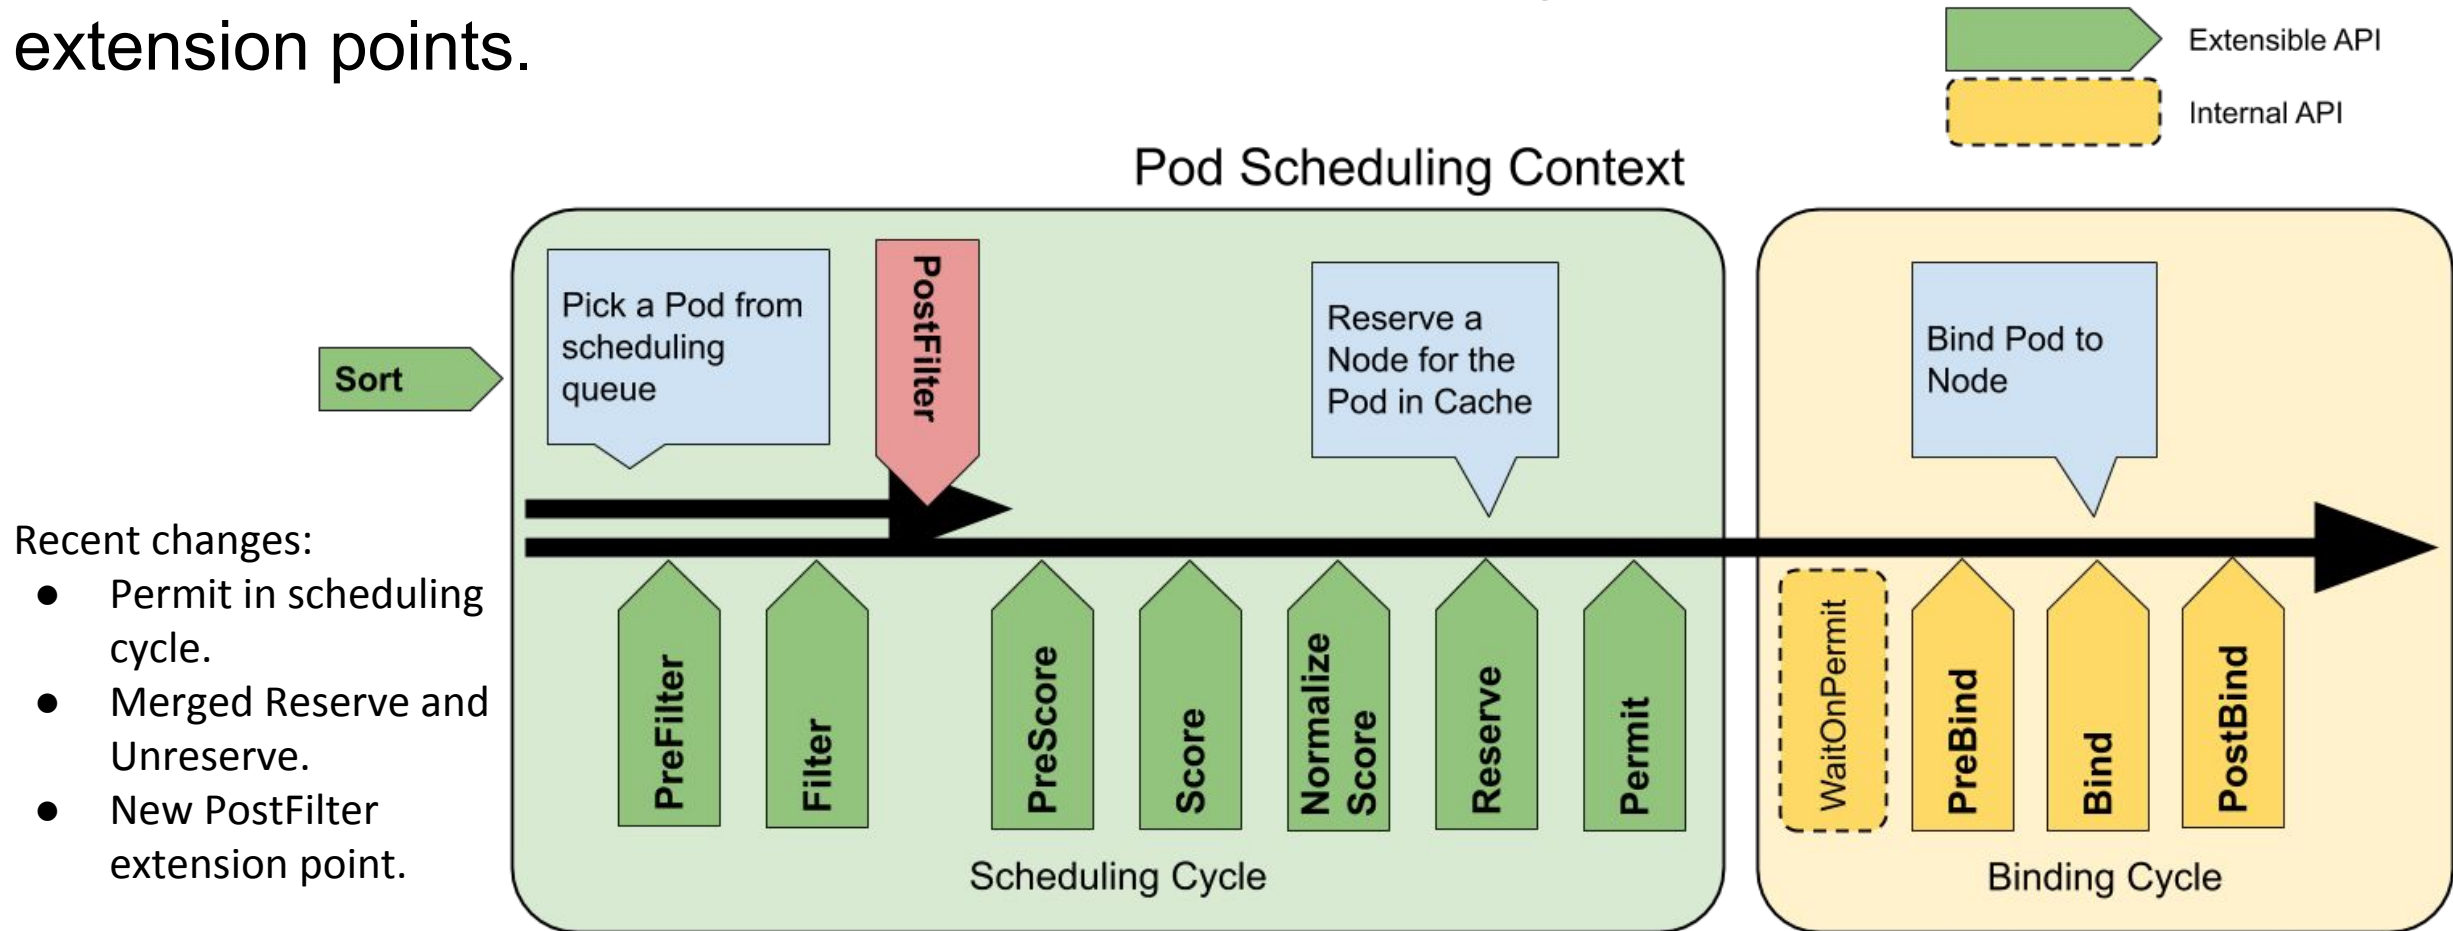 extension points.
Extensible API
Internal API
Pod Scheduling Context
Pick a Pod from
scheduling
queue
PostFilter
Reserve a
Node for the
Pod in Cache
Bind Pod to
Node
Sort
Recent changes:
● Permit in scheduling
cycle.
● Merged Reserve and
Unreserve.
● New PostFilter
extension point.
PreFilter
Filter
PreScore
Score
Normalize
Score
Reserve
Permit
WaitOnPermit
PreBind
Bind
PostBind
Scheduling Cycle
Binding Cycle